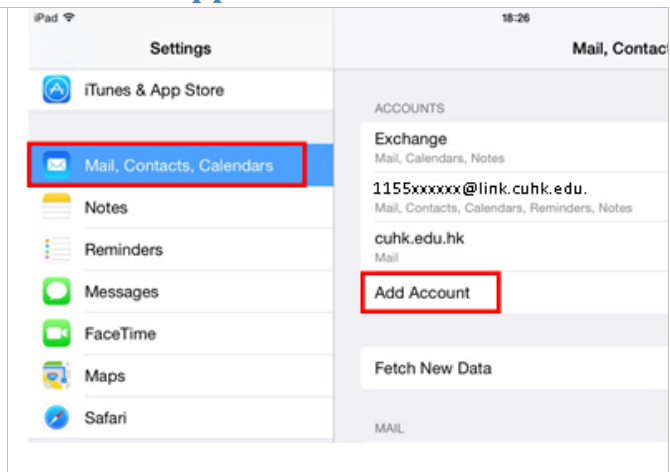 iPad
18:26
Settings
Mail, Contac
iTunes & App Store
Mail, Contacts, Calendars
Notes
Reminders
Messages
FaceTime
Maps
Safari
ACCOUNTS
Exchange
Mail, Calendars, Notes
1155xxxxxx@link.cuhk.edu.
Mail, Contacts, Calendars, Reminders, Notes
cuhk.edu.hk
Mail
Add Account
Fetch New Data
MAIL